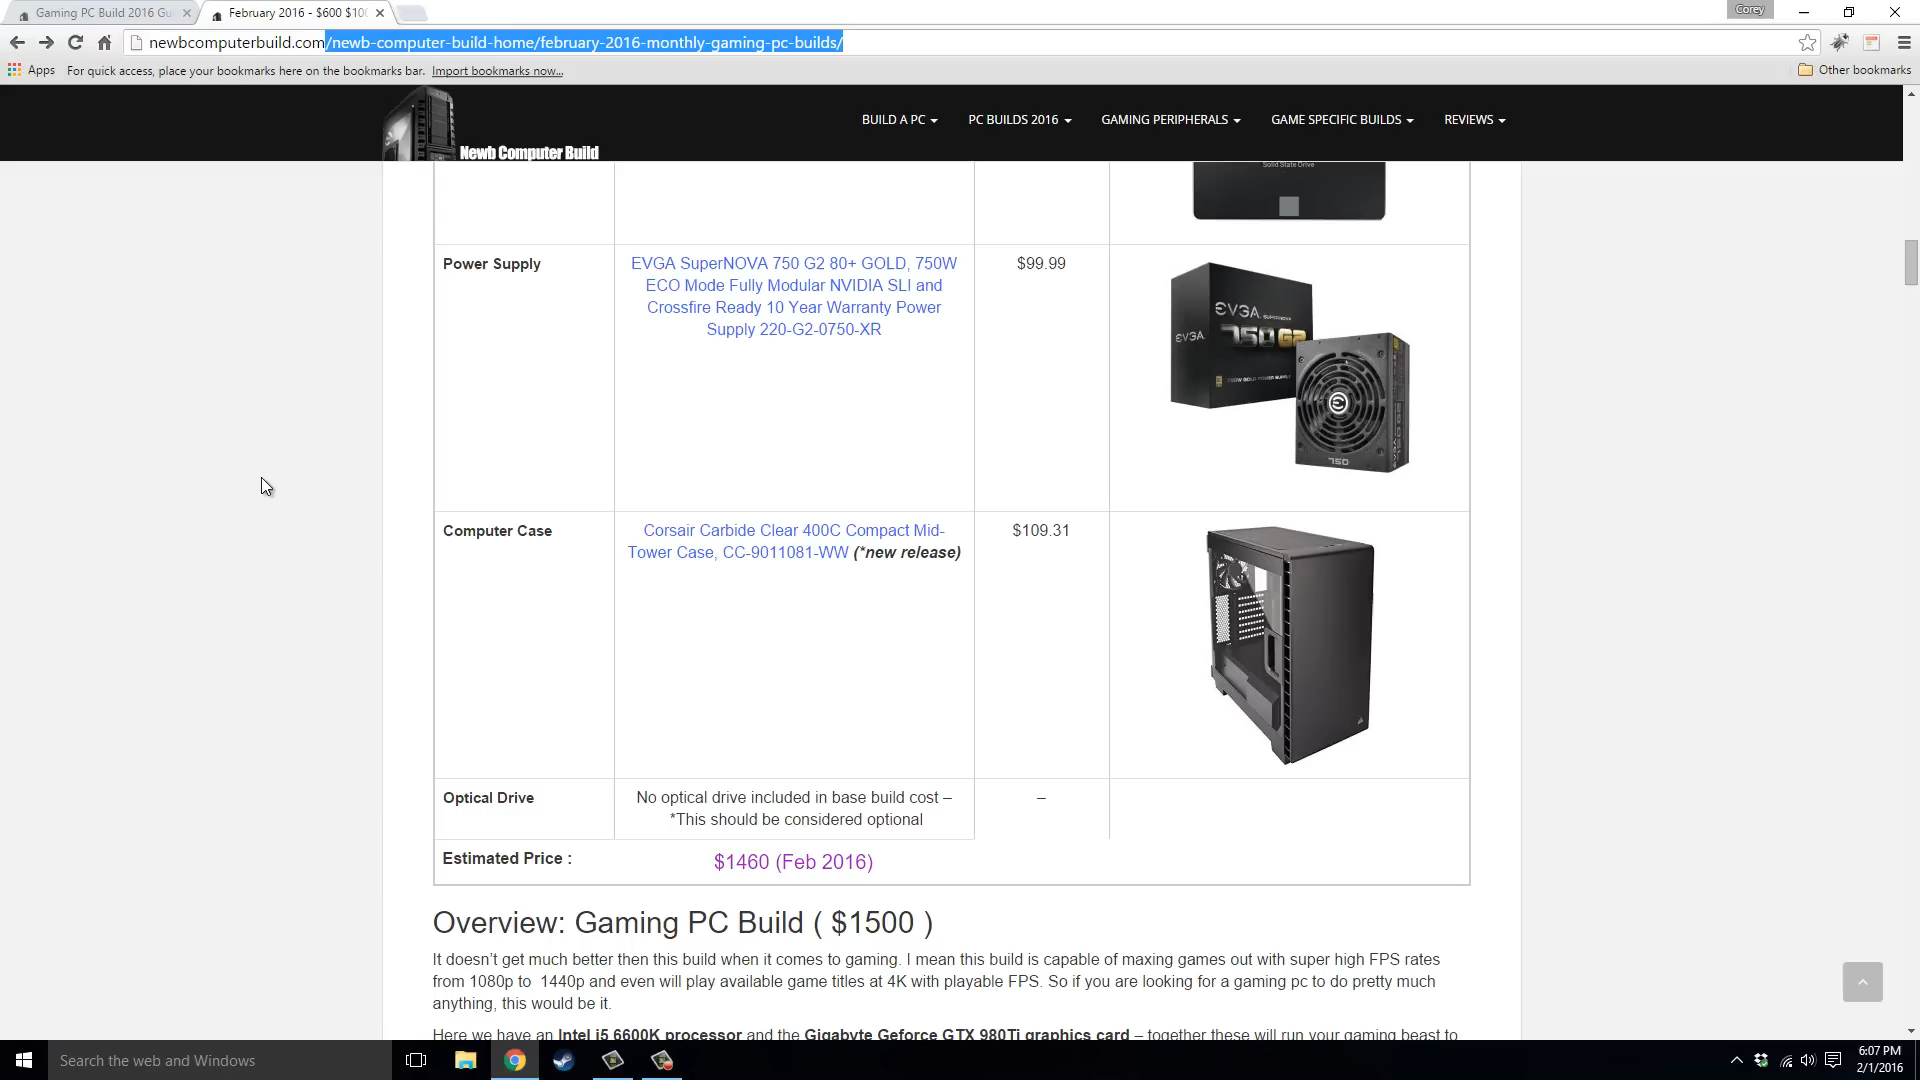 Gaming PC Build 2016 Gu
February 2016 - $600 $10
Corey
newbcomputerbuild.com/newb-computer-build-home/february-2016-monthly-gaming-pc-builds/
Apps For quick access, place your bookmarks here on the bookmarks bar. Import bookmarks now... Other bookmarks
Newb Computer Build
BUILD A PC PC BUILDS 2016 GAMING PERIPHERALS GAME SPECIFIC BUILDS REVIEWS
Solid State Drive
Power Supply
EVGA SuperNOVA 750 G2 80+ GOLD, 750W
ECO Mode Fully Modular NVIDIA SLI and
Crossfire Ready 10 Year Warranty Power
Supply 220-G2-0750-XR
$99.99
EVGA SUPERNOVA
EVGA 750 G2
750
Computer Case
Corsair Carbide Clear 400C Compact Mid-
Tower Case, CC-9011081-WW (*new release)
$109.31
Optical Drive
No optical drive included in base build cost –
*This should be considered optional
–
Estimated Price :
$1460 (Feb 2016)
Overview: Gaming PC Build ( $1500 )
It doesn’t get much better then this build when it comes to gaming. I mean this build is capable of maxing games out with super high FPS rates
from 1080p to 1440p and even will play available game titles at 4K with playable FPS. So if you are looking for a gaming pc to do pretty much
anything, this would be it.
Here we have an Intel i5 6600K processor and the Gigabyte Geforce GTX 980Ti graphics card – together these will run your gaming beast to
Search the web and Windows
6:07 PM
2/1/2016